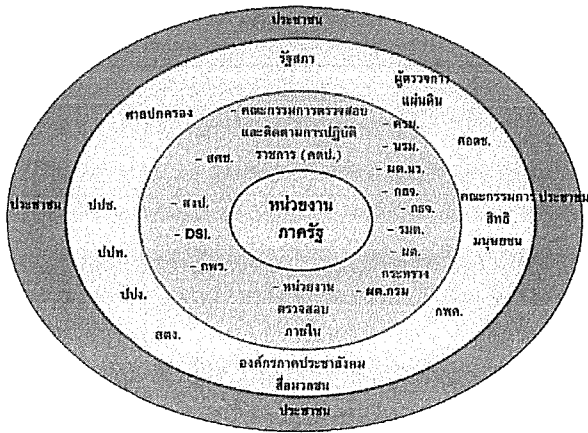 ประชาชน
รัฐสภา
ผู้ตรวจการ
แผ่นดิน
ศาลปกครอง
- คณะกรรมการตรวจสอบ
และติดตามการปฏิบัติ
ราชการ (คตป.)
- ครม.
- นรม.
- ผต.นร.
ศอตช.
- สศช.
- กธจ.
- กธจ.
ประชาชน
ปปช.
- สงป.
หน่วยงาน
ภาครัฐ
คณะกรรมการ
สิทธิ
มนุษยชน
ประชาชน
- DSI.
- รมต.
ปปท.
- ผต.
กระทรวง
- กพร.
- ผต.กรม
ปปง.
- หน่วยงาน
ตรวจสอบ
ภายใน
กพค.
สตง.
องค์กรภาคประชาสังคม
สื่อมวลชน
ประชาชน